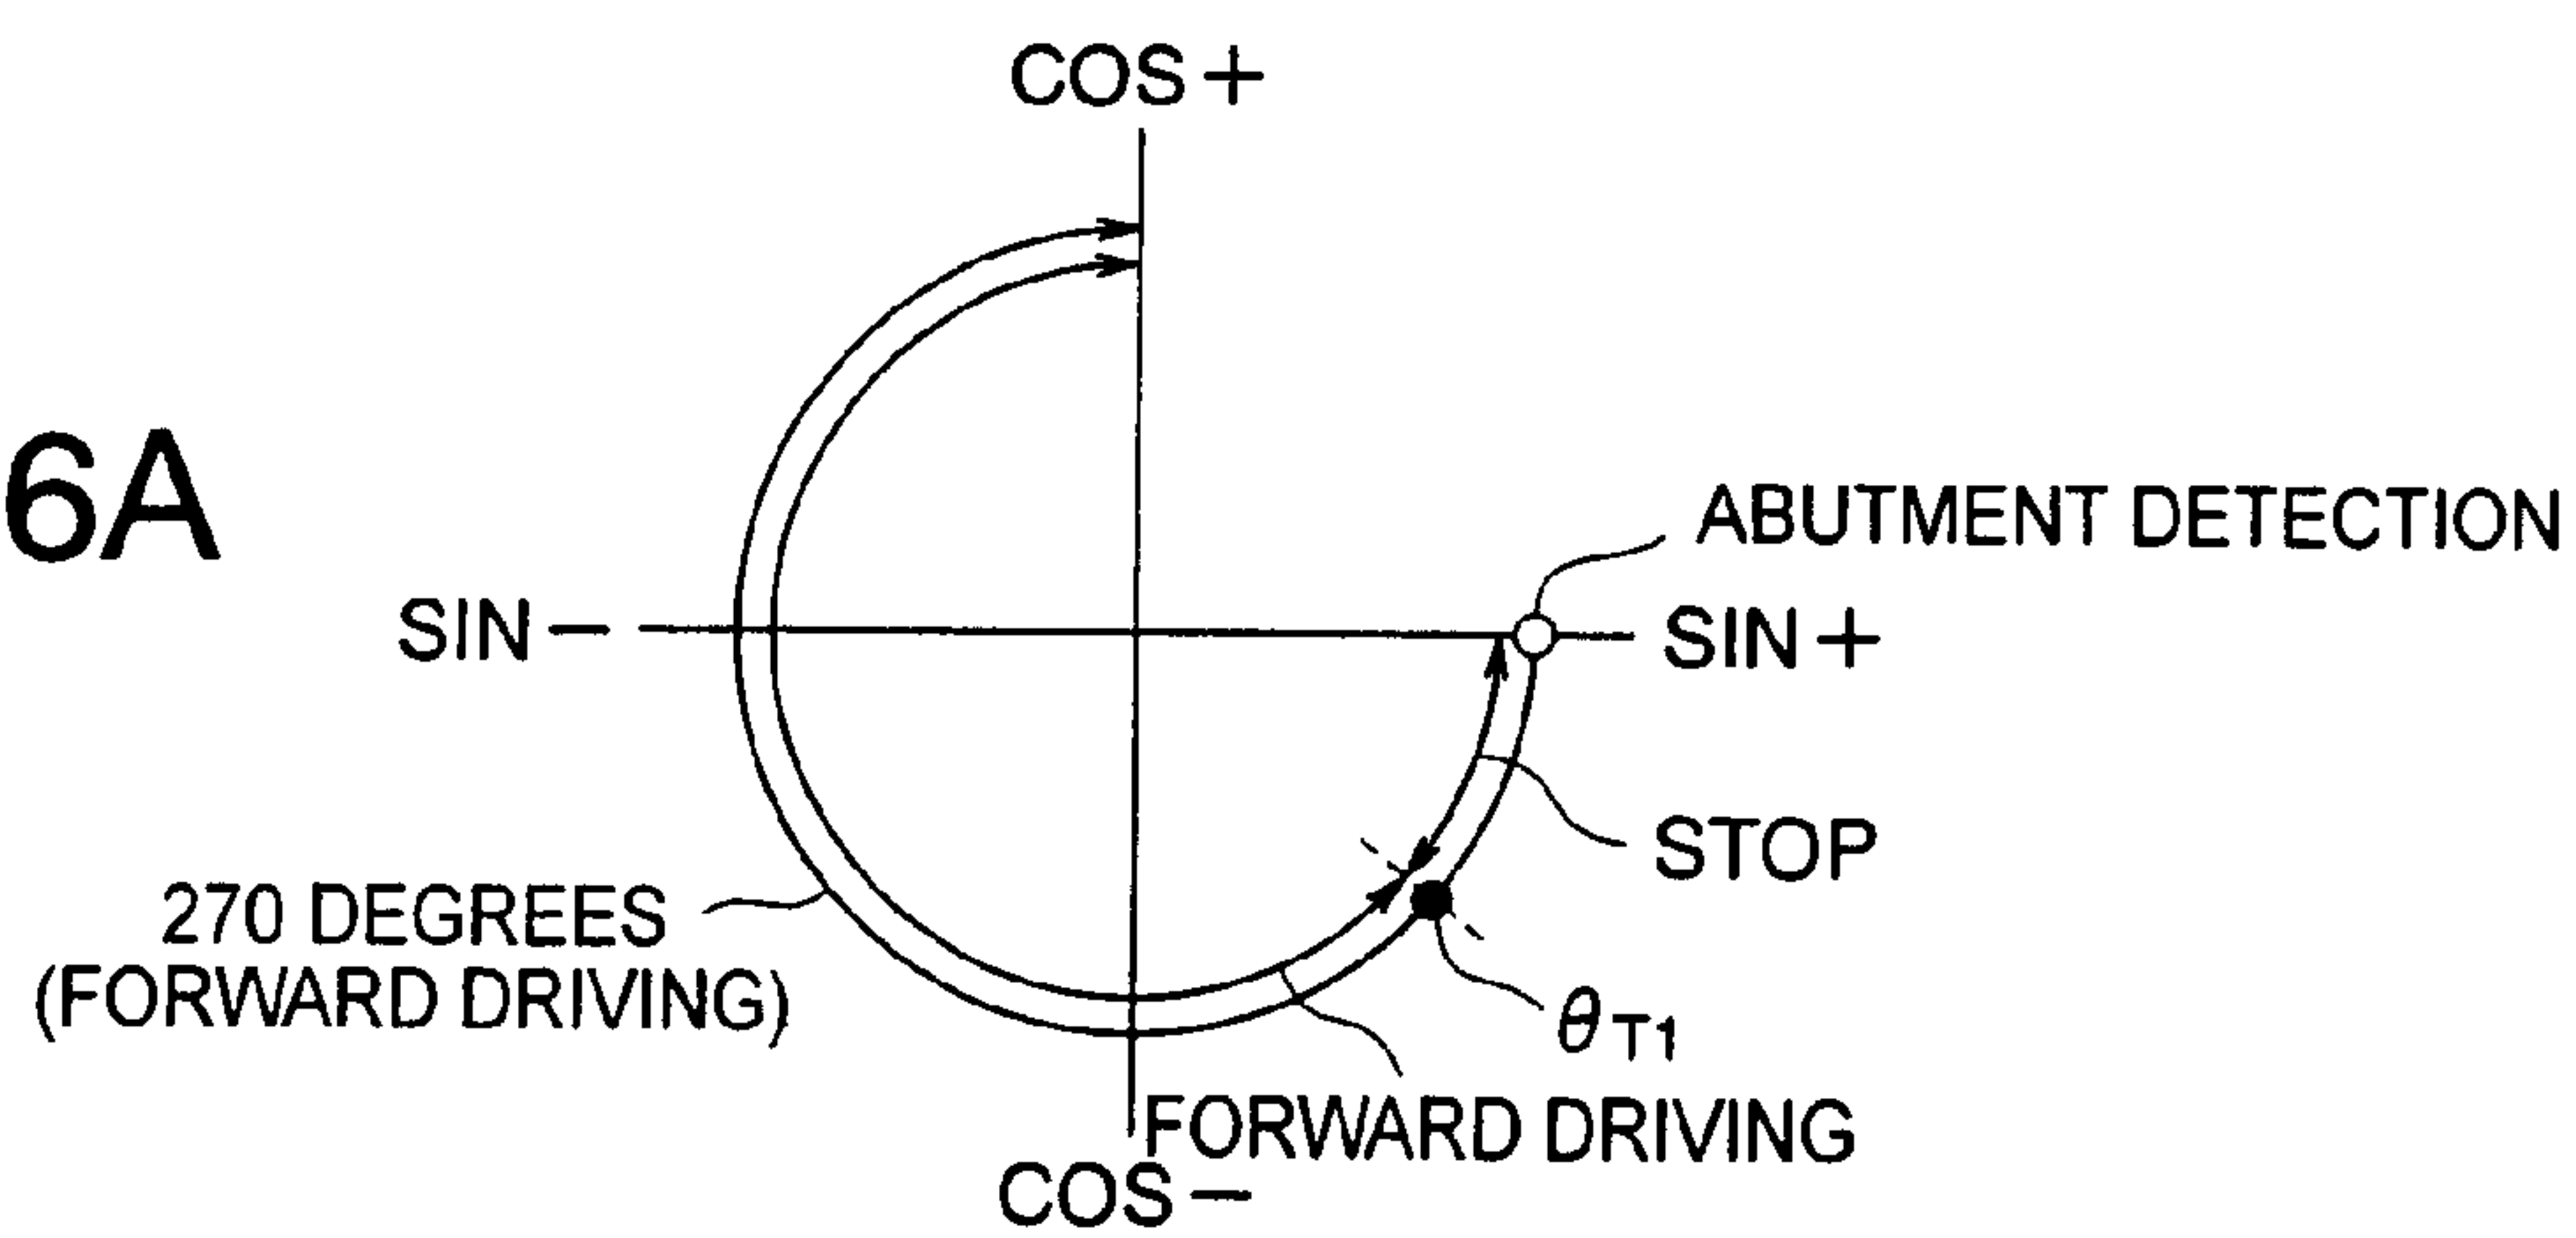 COS+
6A
ABUTMENT DETECTION
SIN−
SIN+
STOP
270 DEGREES
(FORWARD DRIVING)
θT1
FORWARD DRIVING
COS−